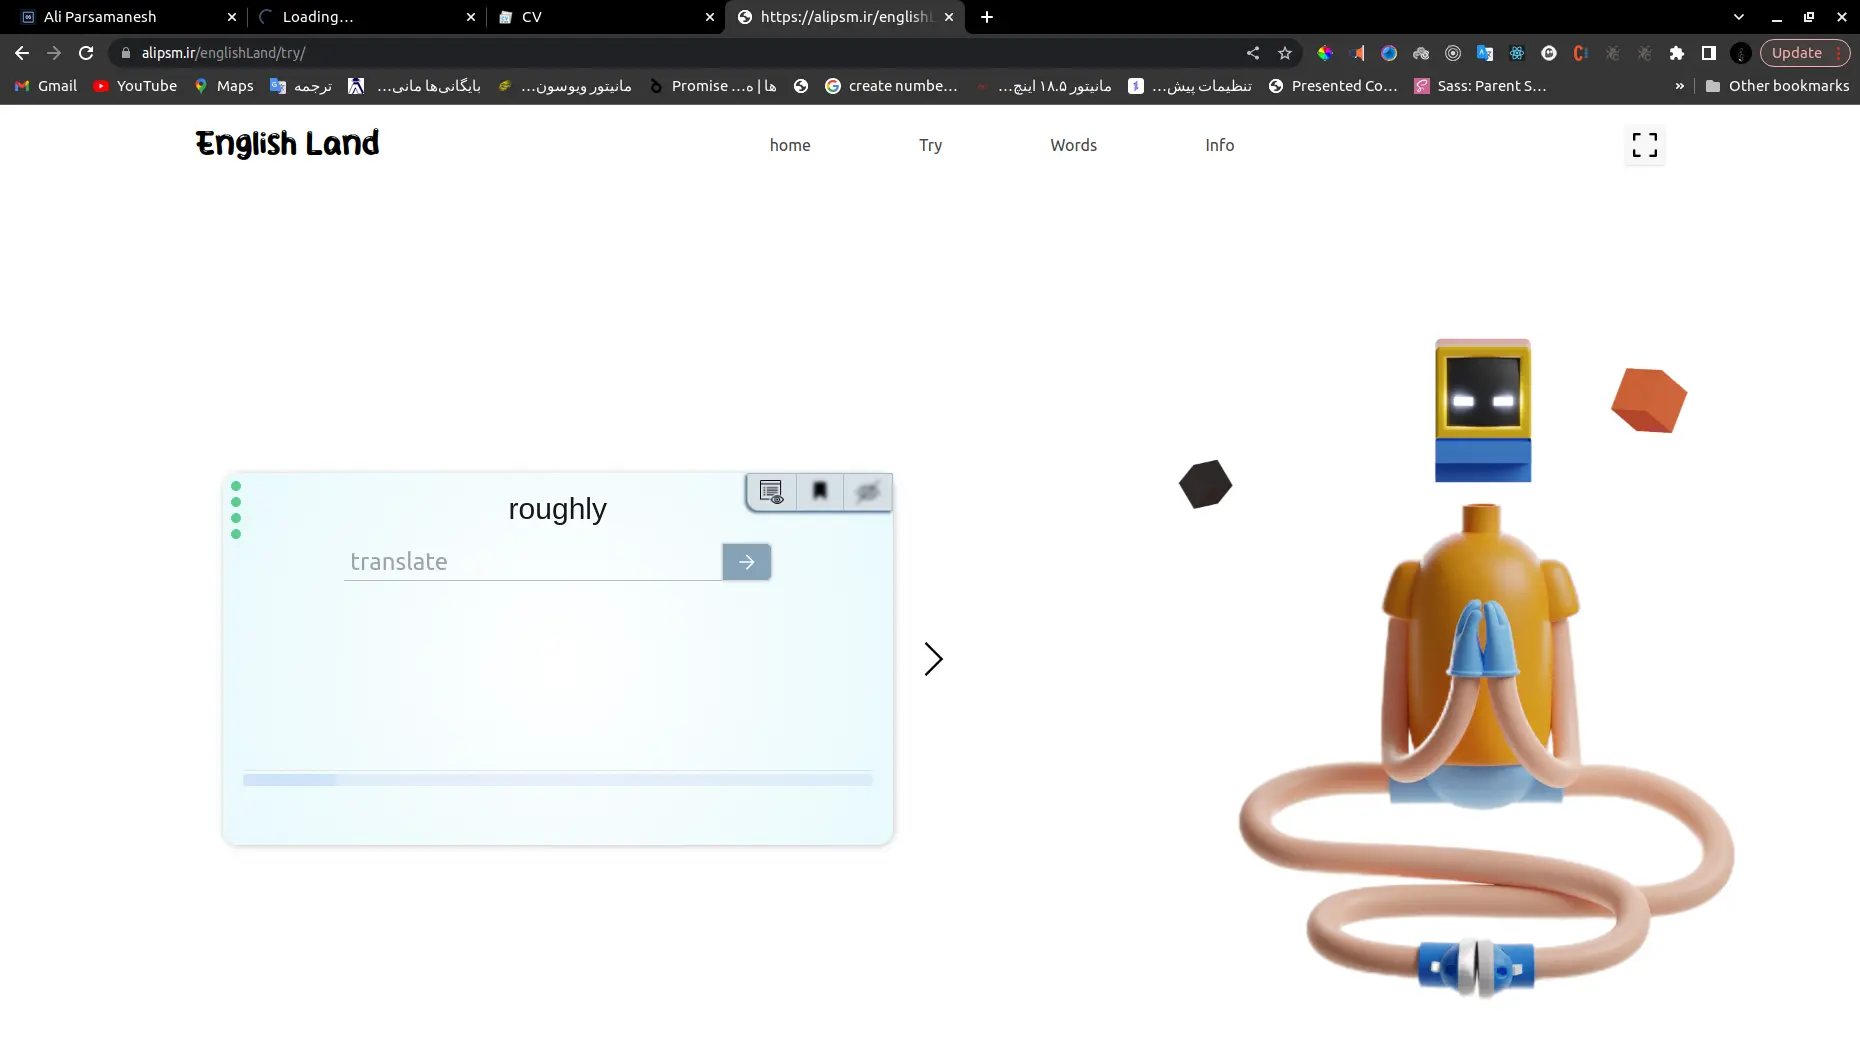 Ali Parsamanesh
Loading...
CV
https://alipsm.ir/englishL
alipsm.ir/englishLand/try/
Update
Gmail
YouTube
Maps
ترجمه
بایگانی‌ها مانی...
مانیتور ویوسون...
Promise ...ها | ه
create numbe...
مانیتور ۱۸.۵ اینچ...
تنظیمات پیش...
Presented Co...
Sass: Parent S...
»
Other bookmarks
English Land
home
Try
Words
Info
roughly
translate